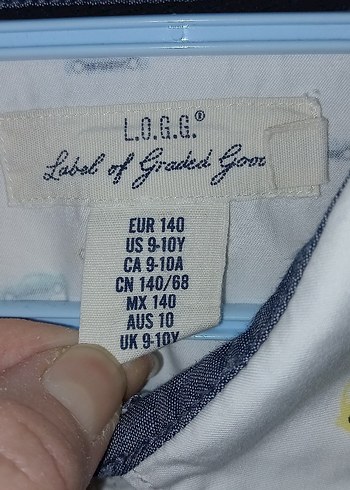 L.O.G.G.®
Label of Graded Goo
EUR 140
US 9-10Y
CA 9-10A
CN 140/68
MX 140
AUS 10
UK 9-10Y